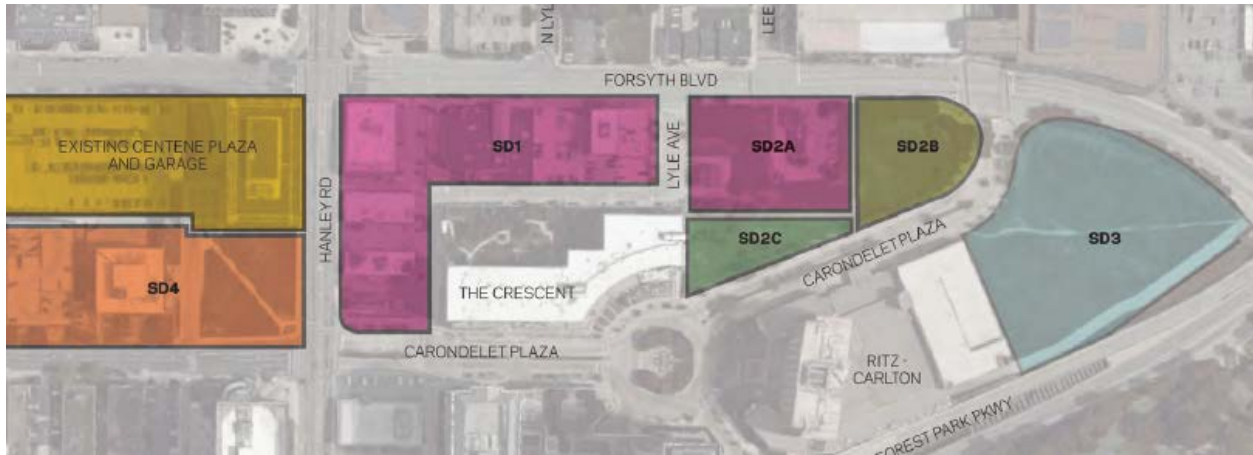 N LYL
LEE
FORSYTH BLVD
EXISTING CENTENE PLAZA
AND GARAGE
SD1
LYLE AVE
SD2A
SD2B
HANLEY RD
SD2C
CARONDELET PLAZA
SD3
SD4
THE CRESCENT
CARONDELET PLAZA
RITZ -
CARLTON
FOREST PARK PKWY